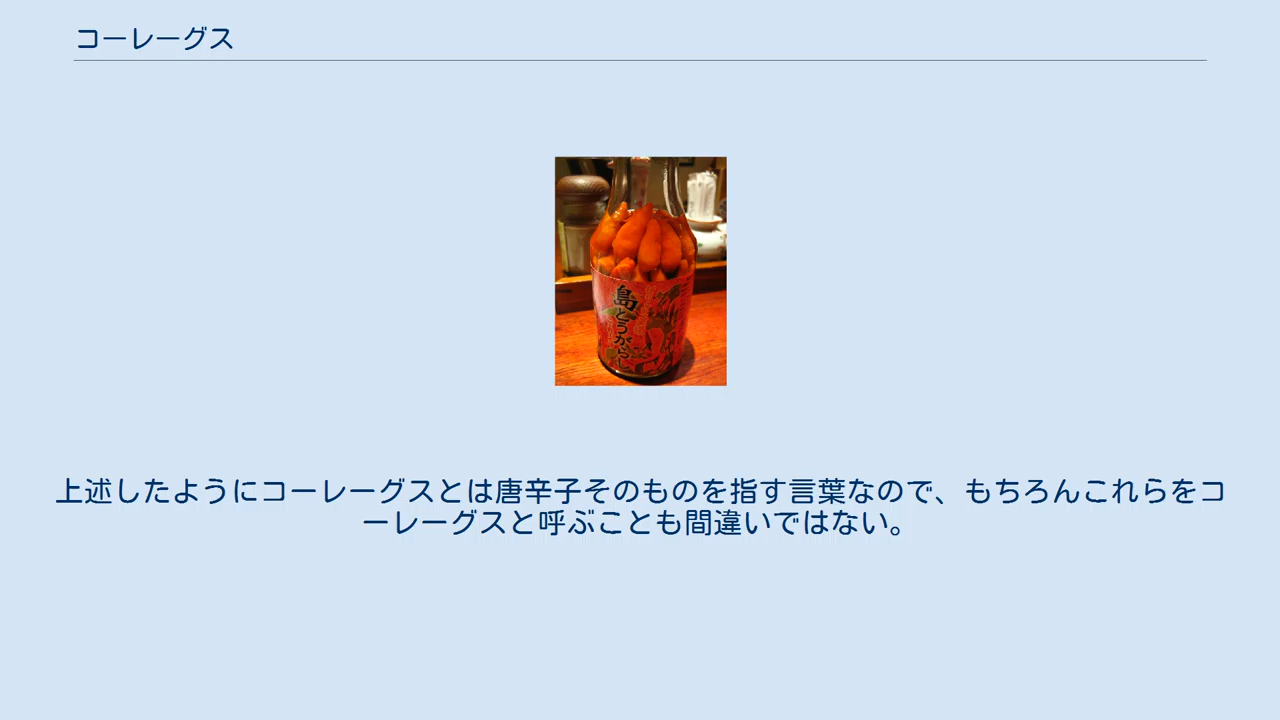 コーレーグス
島とうがらし
上述したようにコーレーグスとは唐辛子そのものを指す言葉なので、もちろんこれらをコ
ーレーグスと呼ぶことも間違いではない。